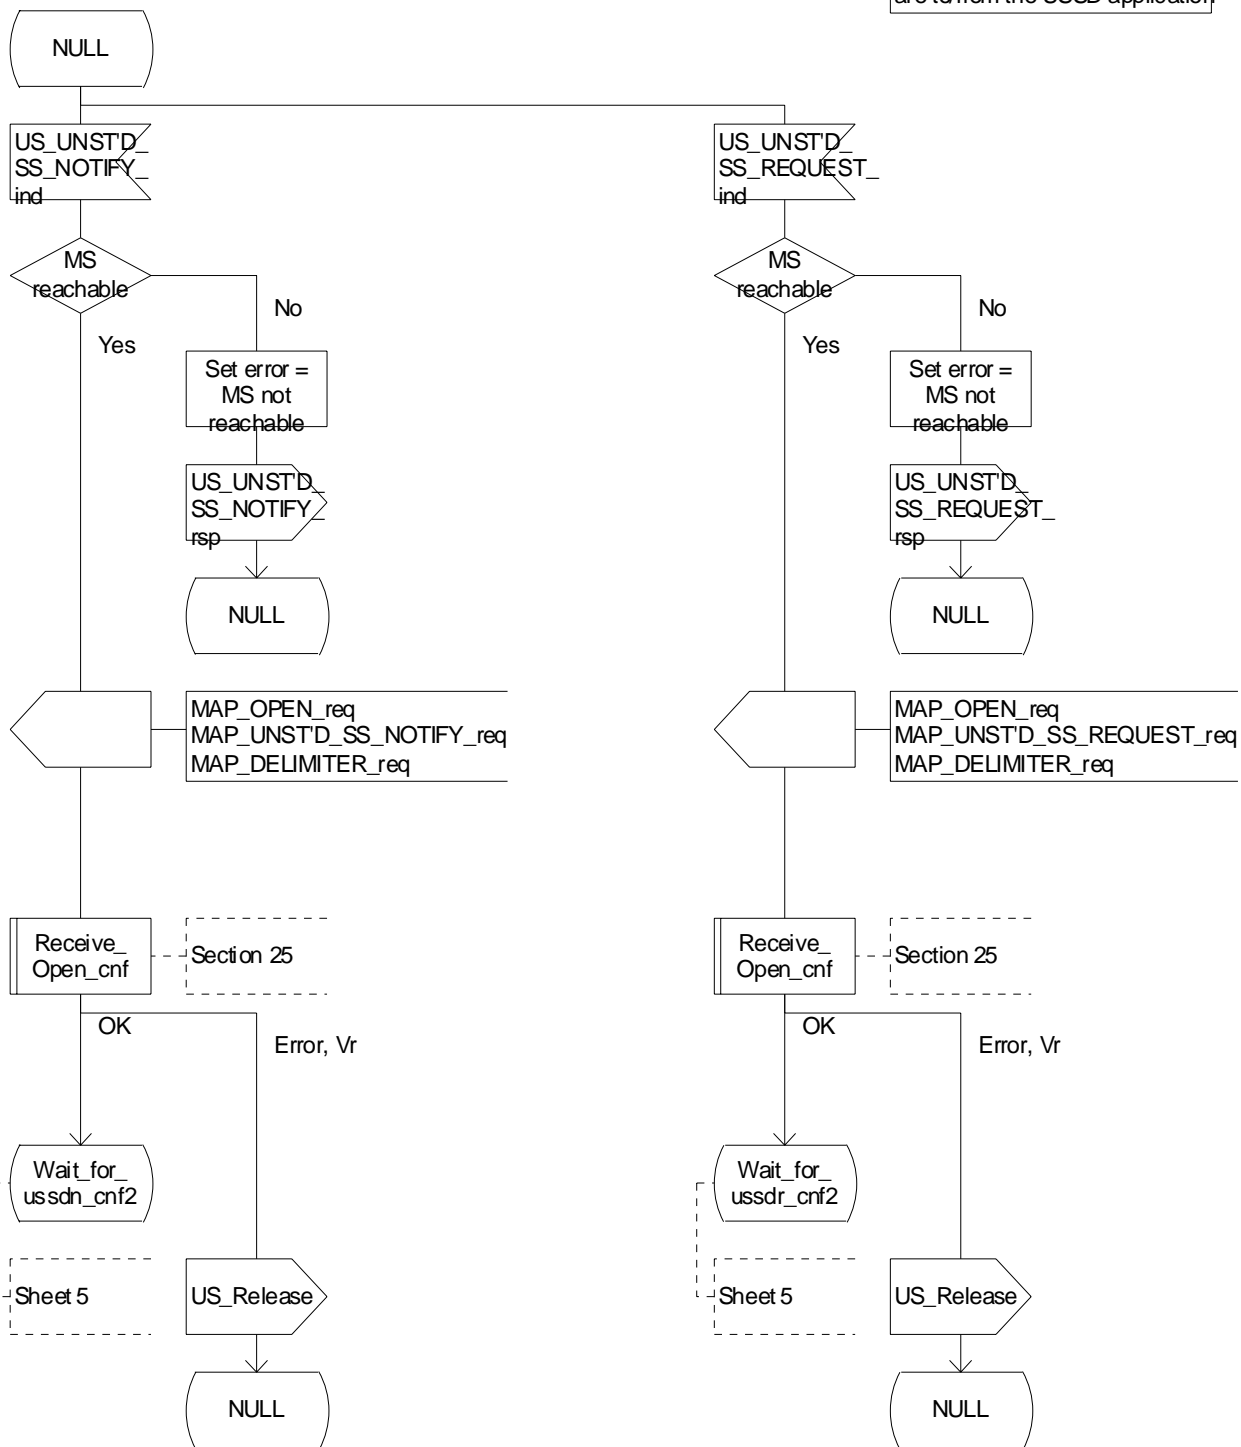 are to/from the USSD application
NULL
US_UNST'D_
SS_NOTIFY_
ind
US_UNST'D_
SS_REQUEST_
ind
MS
reachable
No
Yes
MS
reachable
No
Yes
Set error =
MS not
reachable
Set error =
MS not
reachable
US_UNST'D_
SS_NOTIFY_
rsp
US_UNST'D_
SS_REQUEST_
rsp
NULL
NULL
MAP_OPEN_req
MAP_UNST'D_SS_NOTIFY_req
MAP_DELIMITER_req
MAP_OPEN_req
MAP_UNST'D_SS_REQUEST_req
MAP_DELIMITER_req
Receive_
Open_cnf
Section 25
Receive_
Open_cnf
Section 25
OK
Error, Vr
OK
Error, Vr
Wait_for_
ussdn_cnf2
Wait_for_
ussdr_cnf2
Sheet 5
US_Release
Sheet 5
US_Release
NULL
NULL